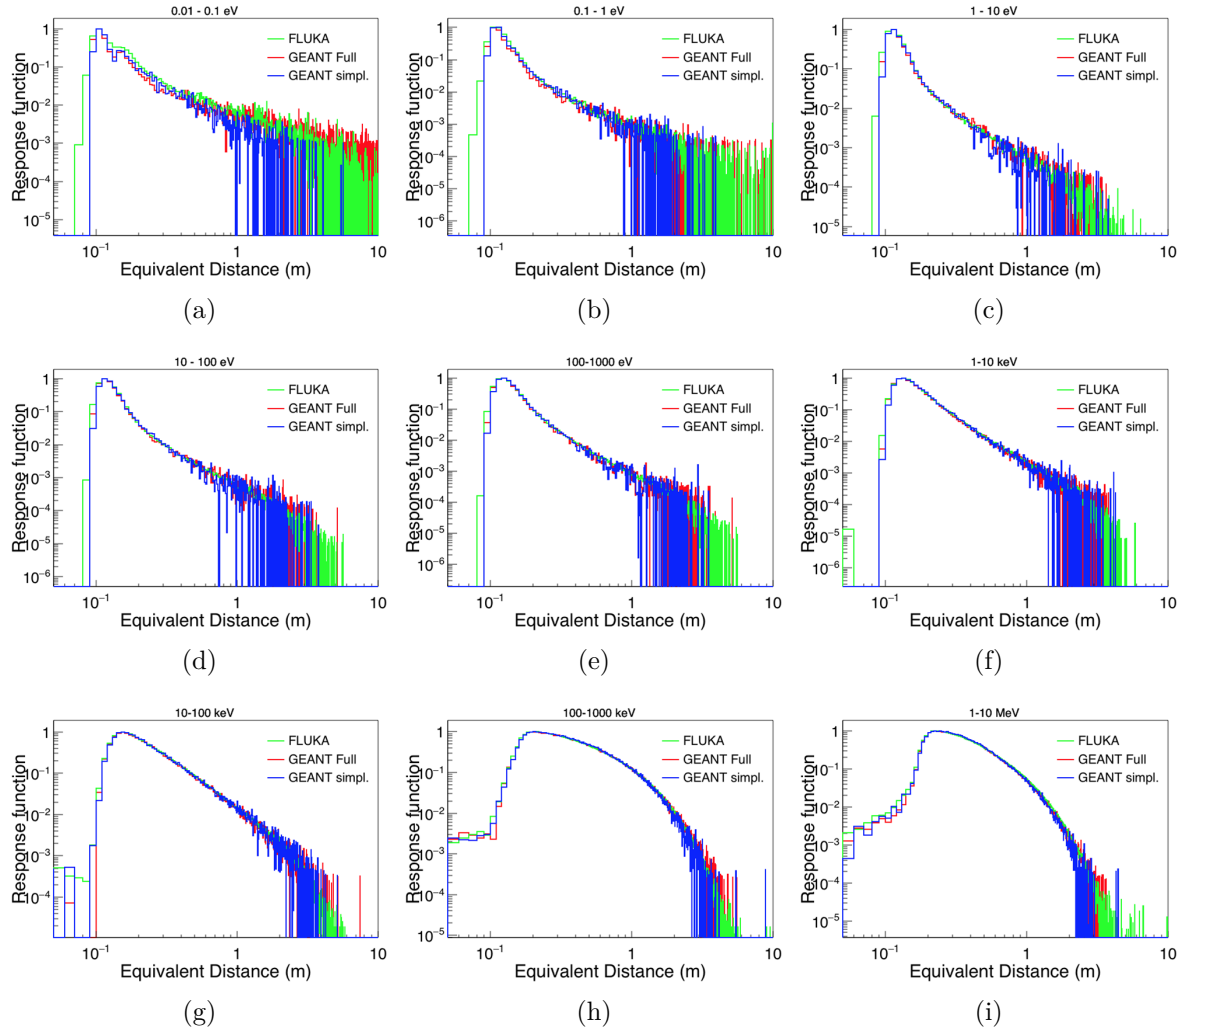 0.01 - 0.1 eV
Response function
1
10⁻¹
10⁻²
10⁻³
10⁻⁴
10⁻⁵
FLUKA
GEANT Full
GEANT simpl.
10⁻¹ 1 10
Equivalent Distance (m)
(a)
0.1 - 1 eV
Response function
1
10⁻¹
10⁻²
10⁻³
10⁻⁴
10⁻⁵
10⁻⁶
FLUKA
GEANT Full
GEANT simpl.
10⁻¹ 1 10
Equivalent Distance (m)
(b)
1 - 10 eV
Response function
1
10⁻¹
10⁻²
10⁻³
10⁻⁴
10⁻⁵
FLUKA
GEANT Full
GEANT simpl.
10⁻¹ 1 10
Equivalent Distance (m)
(c)
10 - 100 eV
Response function
1
10⁻¹
10⁻²
10⁻³
10⁻⁴
10⁻⁵
10⁻⁶
FLUKA
GEANT Full
GEANT simpl.
10⁻¹ 1 10
Equivalent Distance (m)
(d)
100-1000 eV
Response function
1
10⁻¹
10⁻²
10⁻³
10⁻⁴
10⁻⁵
10⁻⁶
FLUKA
GEANT Full
GEANT simpl.
10⁻¹ 1 10
Equivalent Distance (m)
(e)
1-10 keV
Response function
1
10⁻¹
10⁻²
10⁻³
10⁻⁴
10⁻⁵
10⁻⁶
FLUKA
GEANT Full
GEANT simpl.
10⁻¹ 1 10
Equivalent Distance (m)
(f)
10-100 keV
Response function
1
10⁻¹
10⁻²
10⁻³
10⁻⁴
FLUKA
GEANT Full
GEANT simpl.
10⁻¹ 1 10
Equivalent Distance (m)
(g)
100-1000 keV
Response function
1
10⁻¹
10⁻²
10⁻³
10⁻⁴
10⁻⁵
FLUKA
GEANT Full
GEANT simpl.
10⁻¹ 1 10
Equivalent Distance (m)
(h)
1-10 MeV
Response function
1
10⁻¹
10⁻²
10⁻³
10⁻⁴
10⁻⁵
FLUKA
GEANT Full
GEANT simpl.
10⁻¹ 1 10
Equivalent Distance (m)
(i)